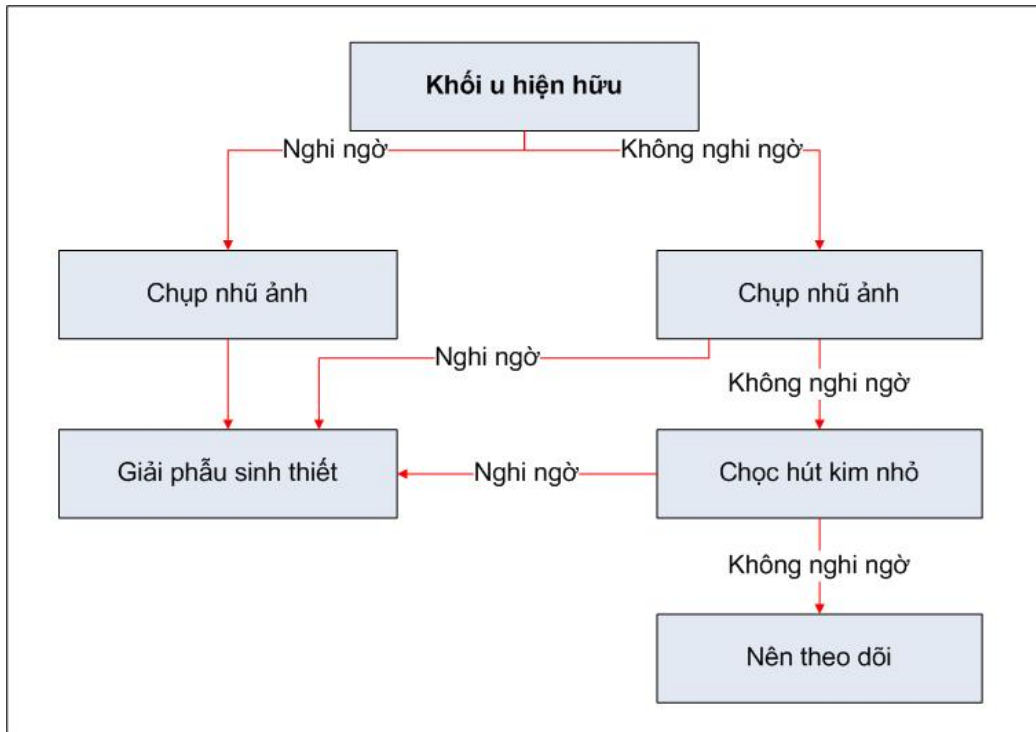 Khối u hiện hữu
Nghi ngờ
Không nghi ngờ
Chụp nhũ ảnh
Chụp nhũ ảnh
Nghi ngờ
Không nghi ngờ
Giải phẫu sinh thiết
Nghi ngờ
Chọc hút kim nhỏ
Không nghi ngờ
Nên theo dõi